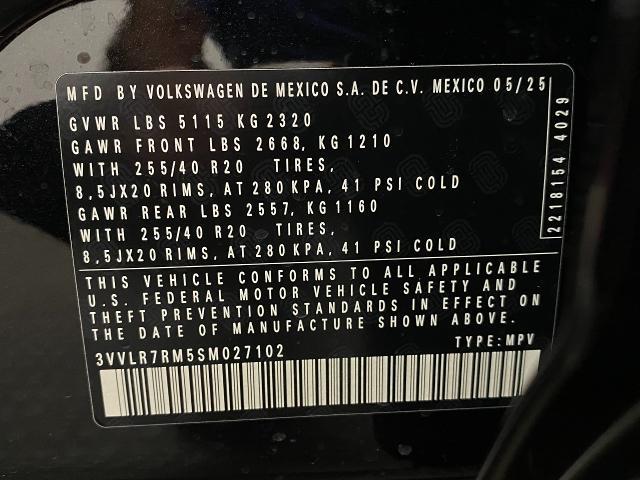 MFD BY VOLKSWAGEN DE MEXICO S.A. DE C.V. MEXICO 05/25
GVWR LBS 5115 KG 2320
GAWR FRONT LBS 2668, KG 1210
WITH 255/40 R20 TIRES,
8,5JX20 RIMS, AT 280 KPA, 41 PSI COLD
GAWR REAR LBS 2557, KG 1160
WITH 255/40 R20 TIRES,
8,5JX20 RIMS, AT 280 KPA, 41 PSI COLD
2218154 4029
THIS VEHICLE CONFORMS TO ALL APPLICABLE
U.S. FEDERAL MOTOR VEHICLE SAFETY AND
THEFT PREVENTION STANDARDS IN EFFECT ON
THE DATE OF MANUFACTURE SHOWN ABOVE.
3VVLR7RM5SM027102
TYPE: MPV